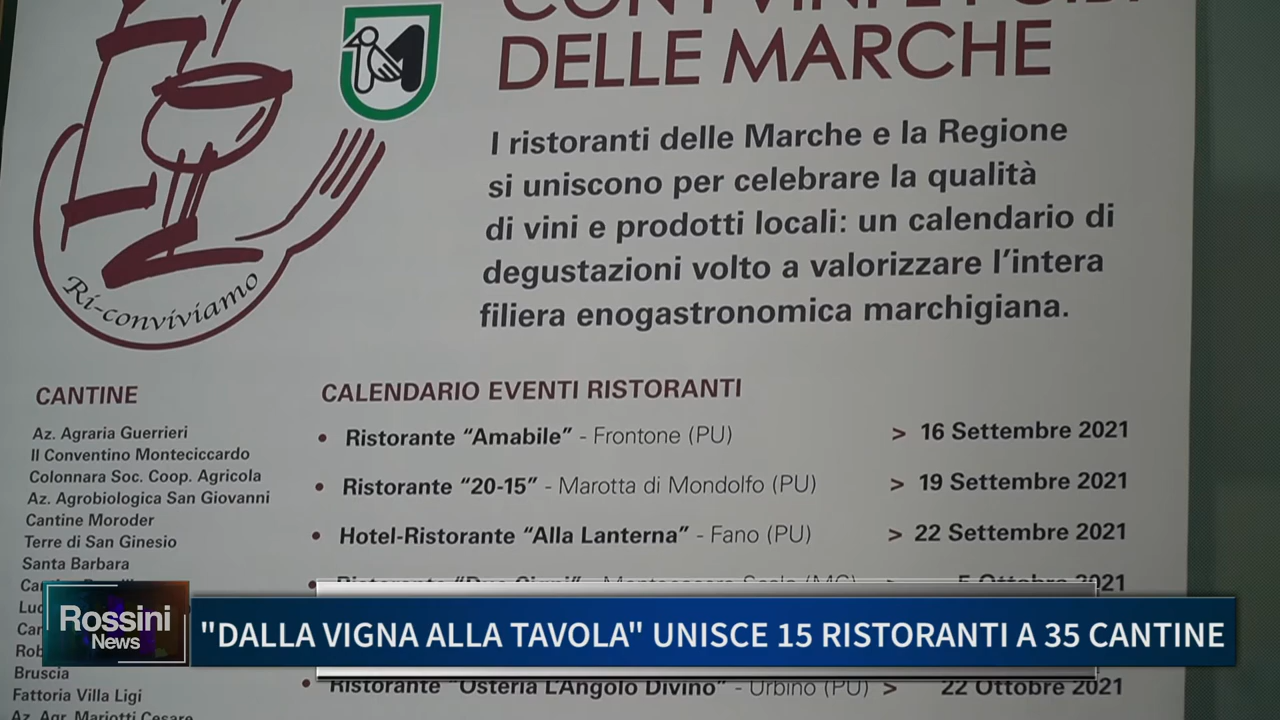 DELLE MARCHE
I ristoranti delle Marche e la Regione
si uniscono per celebrare la qualità
di vini e prodotti locali: un calendario di
degustazioni volto a valorizzare l'intera
filiera enogastronomica marchigiana.
Ri-conviviamo
CANTINE
Az. Agraria Guerrieri
Il Conventino Monteciccardo
Colonnara Soc. Coop. Agricola
Az. Agrobiologica San Giovanni
Cantine Moroder
Terre di San Ginesio
Santa Barbara
Bruscia
Fattoria Villa Ligi
Az. Agr. Mariotti Cesare
CALENDARIO EVENTI RISTORANTI
• Ristorante "Amabile" - Frontone (PU) > 16 Settembre 2021
• Ristorante "20-15" - Marotta di Mondolfo (PU) > 19 Settembre 2021
• Hotel-Ristorante "Alla Lanterna" - Fano (PU) > 22 Settembre 2021
• Ristorante 5 Ottobre 2021
• Ristorante "Osteria L'Angolo Divino" - Urbino (PU) > 22 Ottobre 2021
Rossini
News
"DALLA VIGNA ALLA TAVOLA" UNISCE 15 RISTORANTI A 35 CANTINE